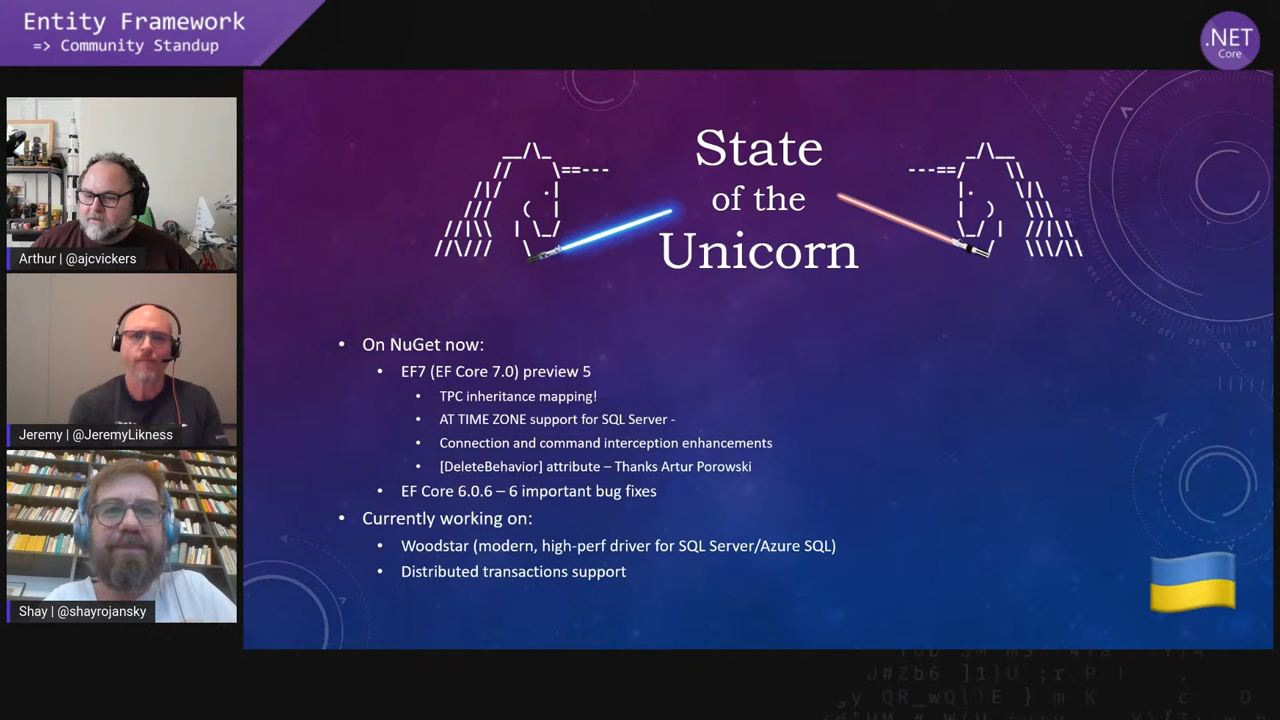 Entity Framework
=> Community Standup
.NET
Core
Arthur | @ajcvickers
Jeremy | @JeremyLikness
Shay | @shayrojansky
State
of the
Unicorn
• On NuGet now:
• EF7 (EF Core 7.0) preview 5
• TPC inheritance mapping!
• AT TIME ZONE support for SQL Server -
• Connection and command interception enhancements
• [DeleteBehavior] attribute – Thanks Artur Porowski
• EF Core 6.0.6 – 6 important bug fixes
• Currently working on:
• Woodstar (modern, high-perf driver for SQL Server/Azure SQL)
• Distributed transactions support